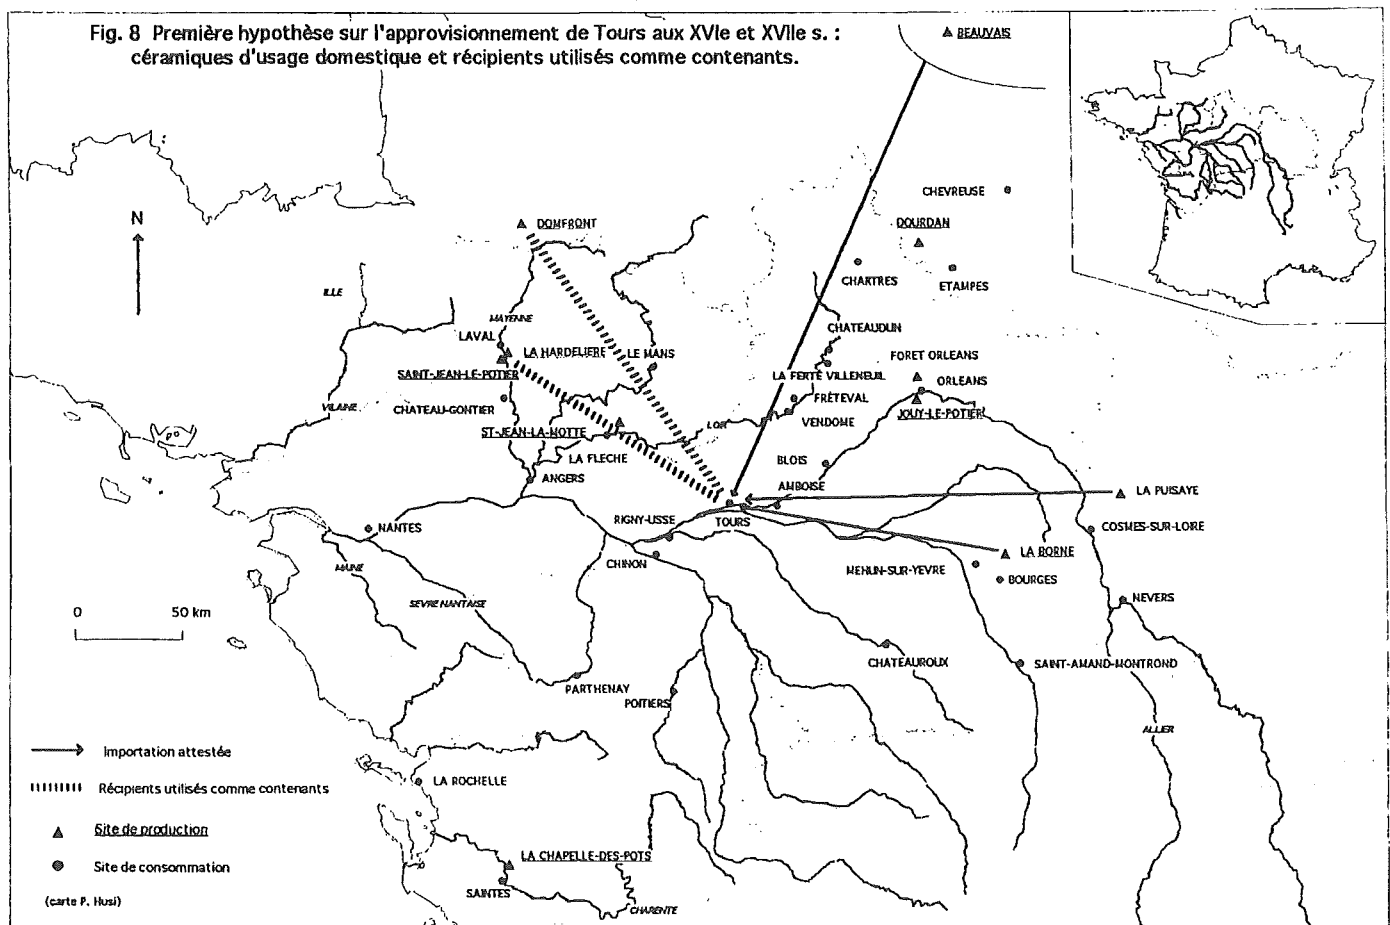 Fig. 8 Première hypothèse sur l'approvisionnement de Tours aux XVIe et XVIIe s. :
céramiques d'usage domestique et récipients utilisés comme contenants.
BEAUVAIS
CHEVREUSE
N
DOMFRONT
DOURDAN
CHARTRES
ETAMPES
ILLE
MAYENNE
CHATEAUDUN
LAVAL
LA HARDELIERE
LE MANS
FORET ORLEANS
SAINT-JEAN-LE-POTIER
LA FERTE VILLENEUIL
ORLEANS
VILAINE
CHATEAU-GONTIER
FRÉTEVAL
JOUY-LE-POTIER
ST-JEAN-LA-MOTTE
LOIR
VENDOME
LA FLECHE
BLOIS
ANGERS
AMBOISE
LA PUISAYE
NANTES
RIGNY-USSE
TOURS
COSMES-SUR-LOIRE
MAINE
CHINON
LA BORNE
MEHUN-SUR-YEVRE
BOURGES
0 50 km
SEVRE NANTAISE
NEVERS
CHATEAUROUX
SAINT-AMAND-MONTROND
PARTHENAY
POITIERS
ALLIER
Importation attestée
LA ROCHELLE
Récipients utilisés comme contenants
Site de production
LA CHAPELLE-DES-POTS
Site de consommation
SAINTES
(carte P. Husi)
CHARENTE